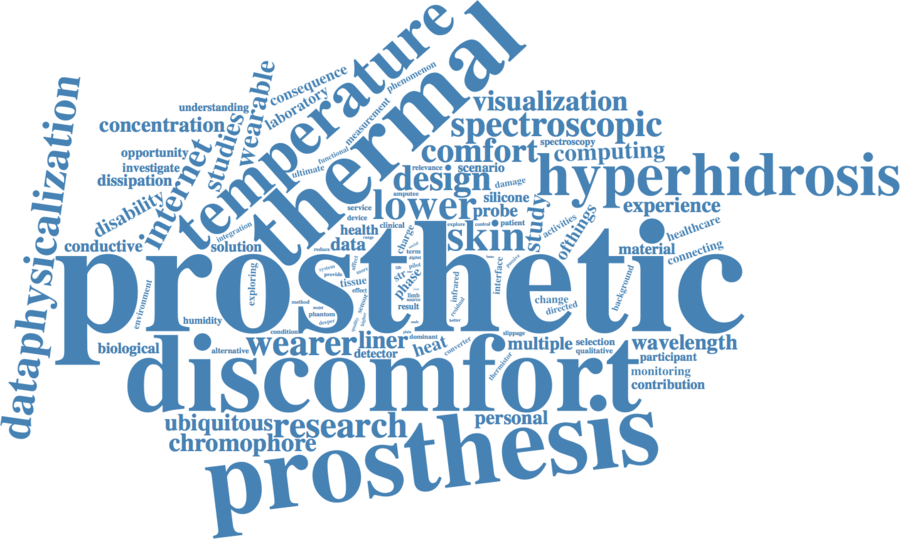 temperature
thermal
consequence
phenomenon
understanding
wearable
laboratory
measurement
visualization
concentration
studies
spectroscopic
dataphysicalization
internet
functional
comfort
spectroscopy
computing
opportunity
investigate
ultimate
relevance
scenario
hyperhidrosis
dissipation
design
damage
disability
amputee
lower
silicone
experience
service
probe
study
activities
device
clinical
explore
control
patient
integration
health
skin
ofthings
healthcare
conductive
solution
data
charge
material
connecting
prosthetic
exploring
tissue
phase
interface
background
environment
effect
infrared
change
directed
limb
result
method
phantom
deeper
humidity
condition
biological
alternative
wearer
liner
dominant
detector
heat
converter
slippage
multiple
selection
qualitative
wavelength
participant
thermistor
monitoring
contribution
discomfort
ubiquitous
research
personal
chromophore
prosthesis